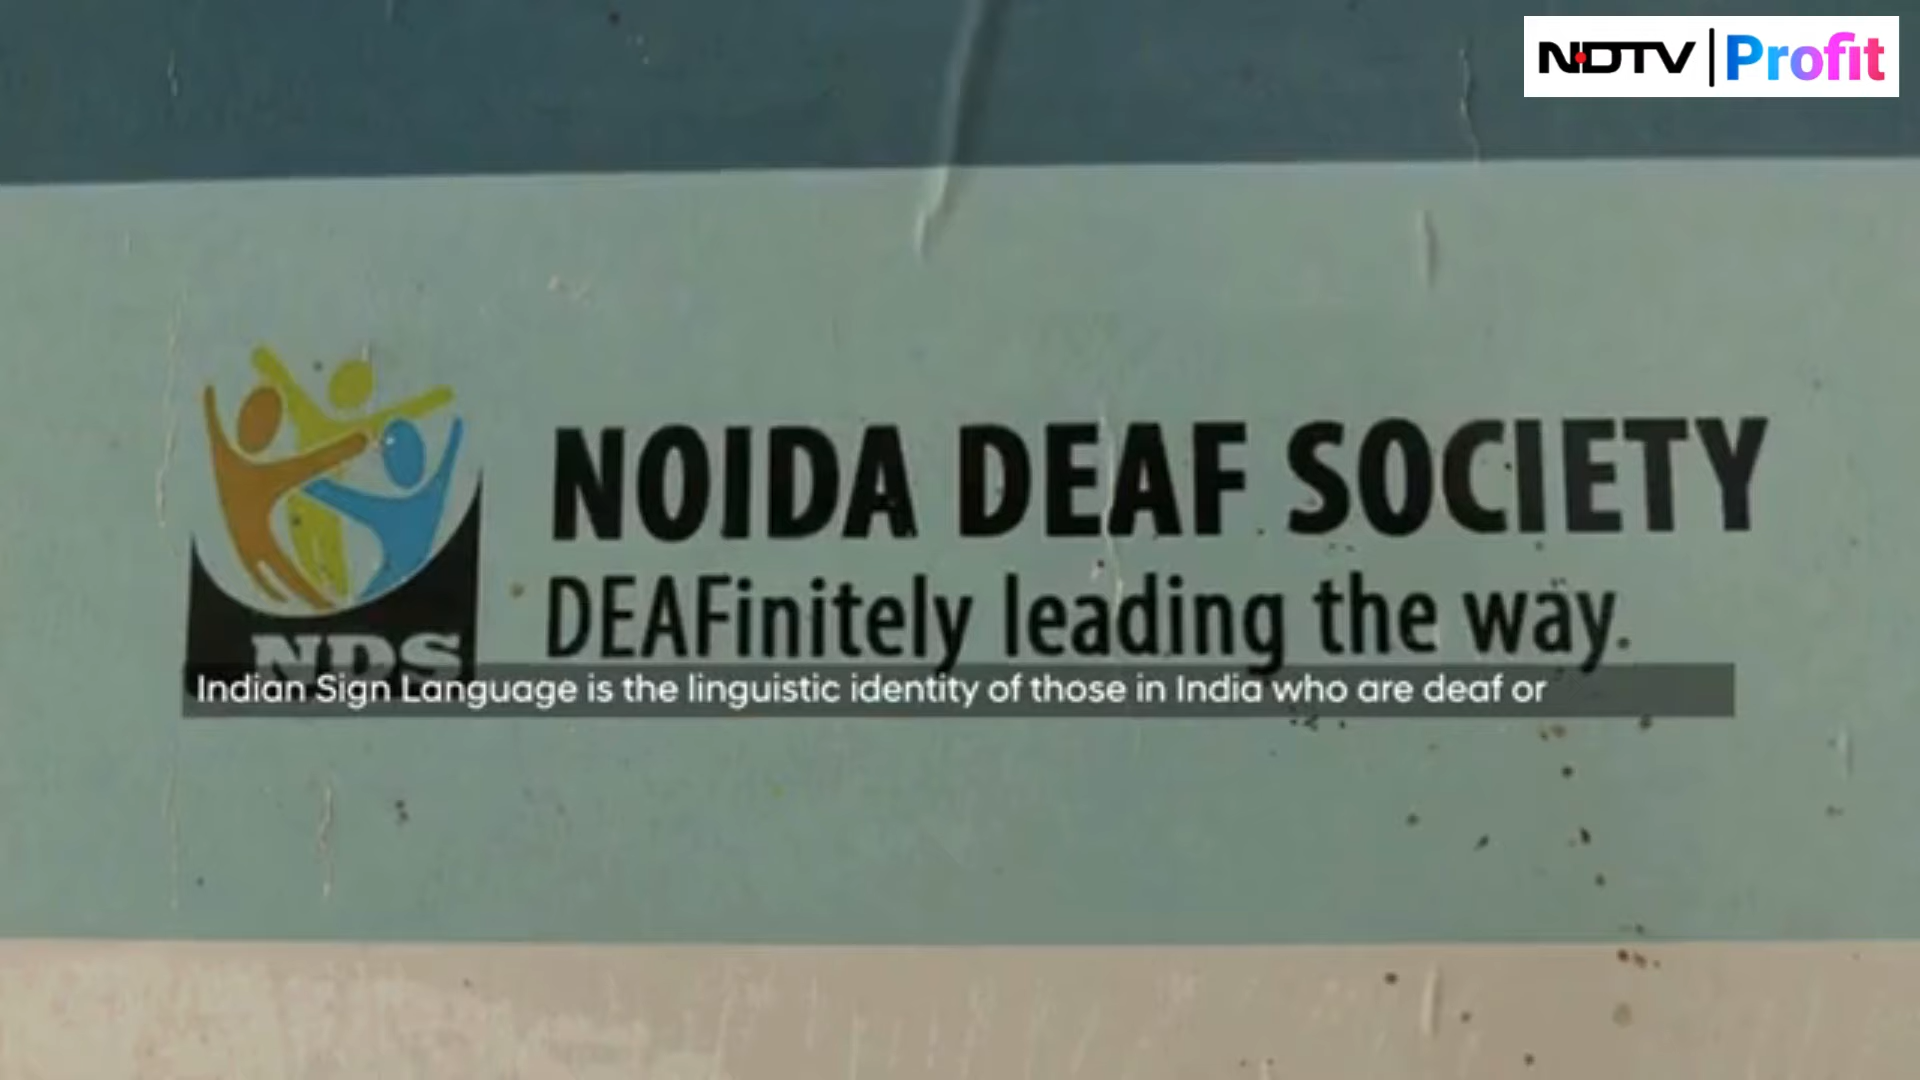 NDTV | Profit
NOIDA DEAF SOCIETY
DEAFinitely leading the way.
NDS
Indian Sign Language is the linguistic identity of those in India who are deaf or